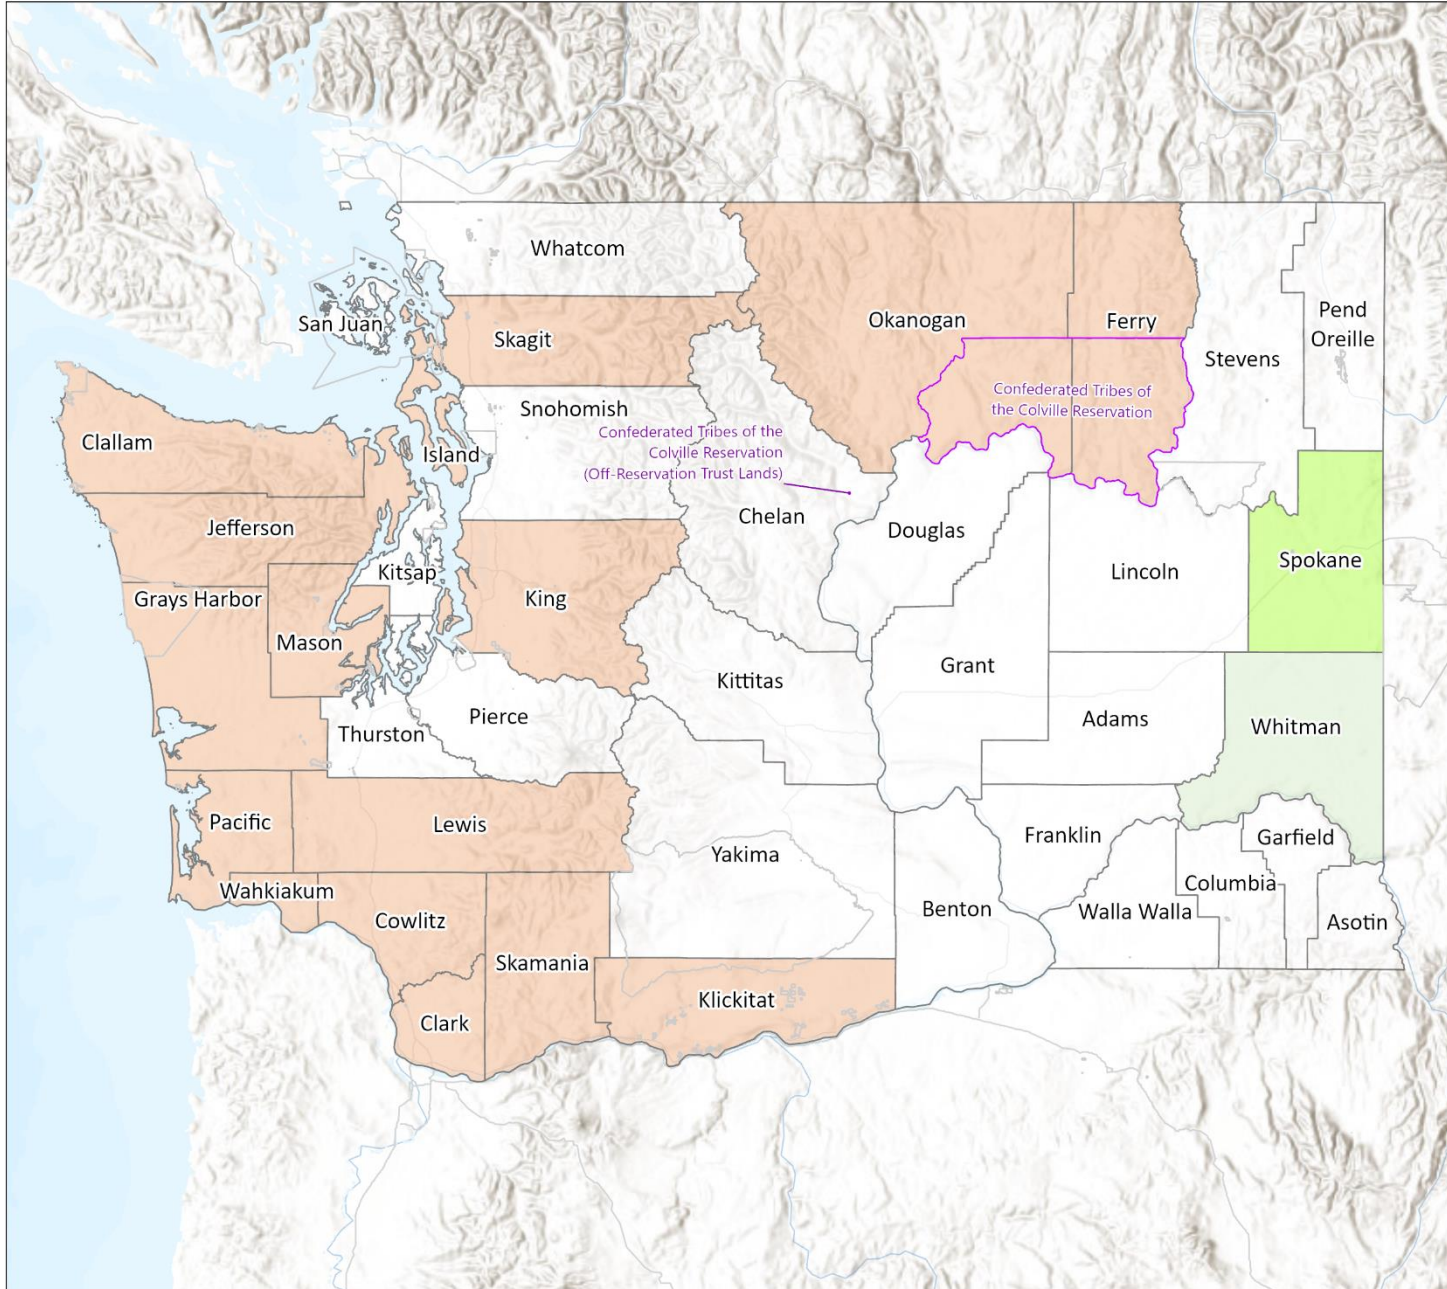 Whatcom
San Juan
Skagit
Okanogan
Ferry
Pend
Oreille
Stevens
Snohomish
Confederated Tribes of
the Colville Reservation
Confederated Tribes of the
Colville Reservation
(Off-Reservation Trust Lands)
Clallam
Island
Chelan
Douglas
Jefferson
Kitsap
King
Lincoln
Spokane
Grays Harbor
Mason
Grant
Kittitas
Thurston
Pierce
Adams
Whitman
Pacific
Lewis
Yakima
Franklin
Garfield
Columbia
Wahkiakum
Cowlitz
Benton
Walla Walla
Asotin
Skamania
Klickitat
Clark